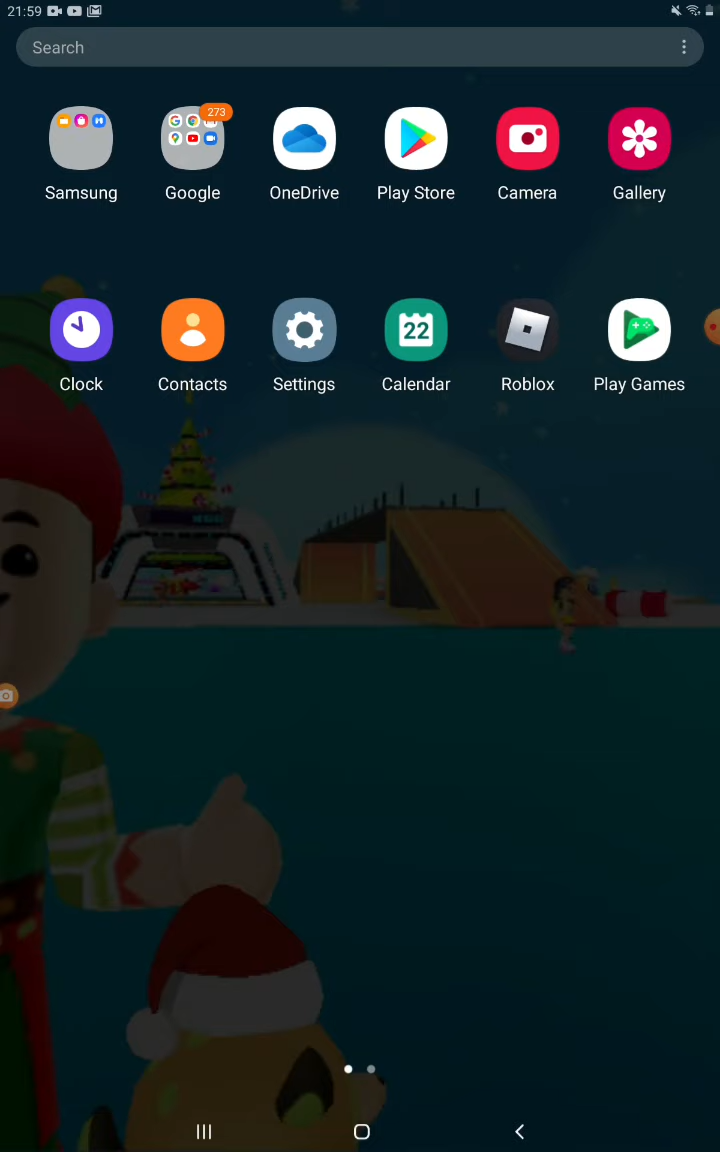 21:59
Search
273
Samsung
Google
OneDrive
Play Store
Camera
Gallery
22
Clock
Contacts
Settings
Calendar
Roblox
Play Games